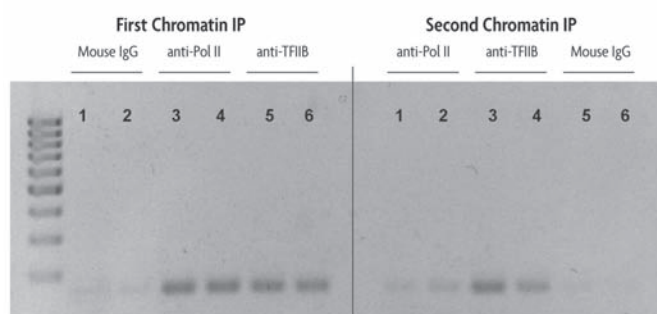 First Chromatin IP Second Chromatin IP
Mouse IgG anti-Pol II anti-TFIIB anti-Pol II anti-TFIIB Mouse IgG
1 2 3 4 5 6 1 2 3 4 5 6